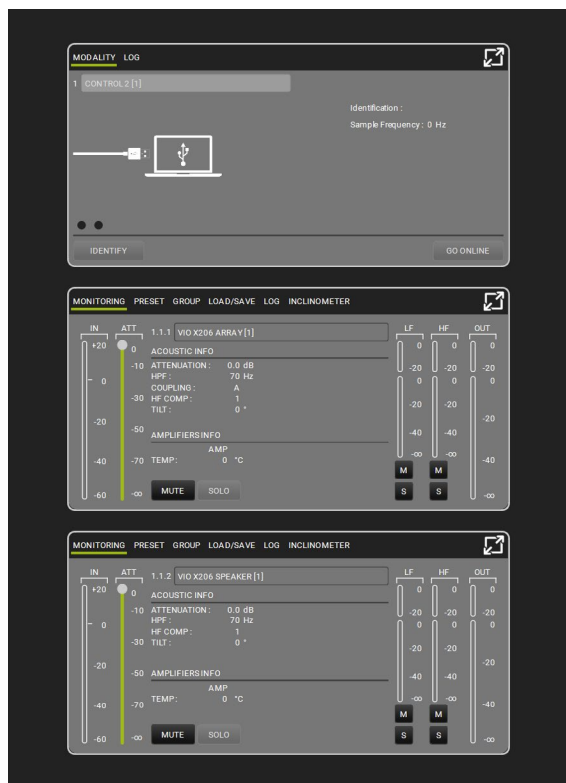 MODALITY LOG
1 CONTROL2 [1]
Identification :
Sample Frequency : 0 Hz
IDENTIFY GO ONLINE
MONITORING PRESET GROUP LOAD/SAVE LOG INCLINOMETER
IN ATT 1.1.1 VIO X206 ARRAY [1] LF HF OUT
+20 0 ACOUSTIC INFO 0 0 0
-10 ATTENUATION : 0.0 dB -20 -20 -20
0 HPF : 70 Hz 0 0 0
COUPLING : A
-30 HF COMP : 1 -20 -20
TILT : 0 °
-20 -20
-50 AMPLIFIERS INFO -40 -40
AMP
-40 -70 TEMP : 0 °C -∞ -∞ -40
M M
-60 -∞ MUTE SOLO S S -∞
MONITORING PRESET GROUP LOAD/SAVE LOG INCLINOMETER
IN ATT 1.1.2 VIO X206 SPEAKER [1] LF HF OUT
+20 0 ACOUSTIC INFO 0 0 0
-10 ATTENUATION : 0.0 dB -20 -20 -20
0 HPF : 70 Hz 0 0 0
HF COMP : 1
-30 TILT : 0 ° -20 -20
-20 -20
-50 AMPLIFIERS INFO -40 -40
AMP
-40 -70 TEMP : 0 °C -∞ -∞ -40
M M
-60 -∞ MUTE SOLO S S -∞